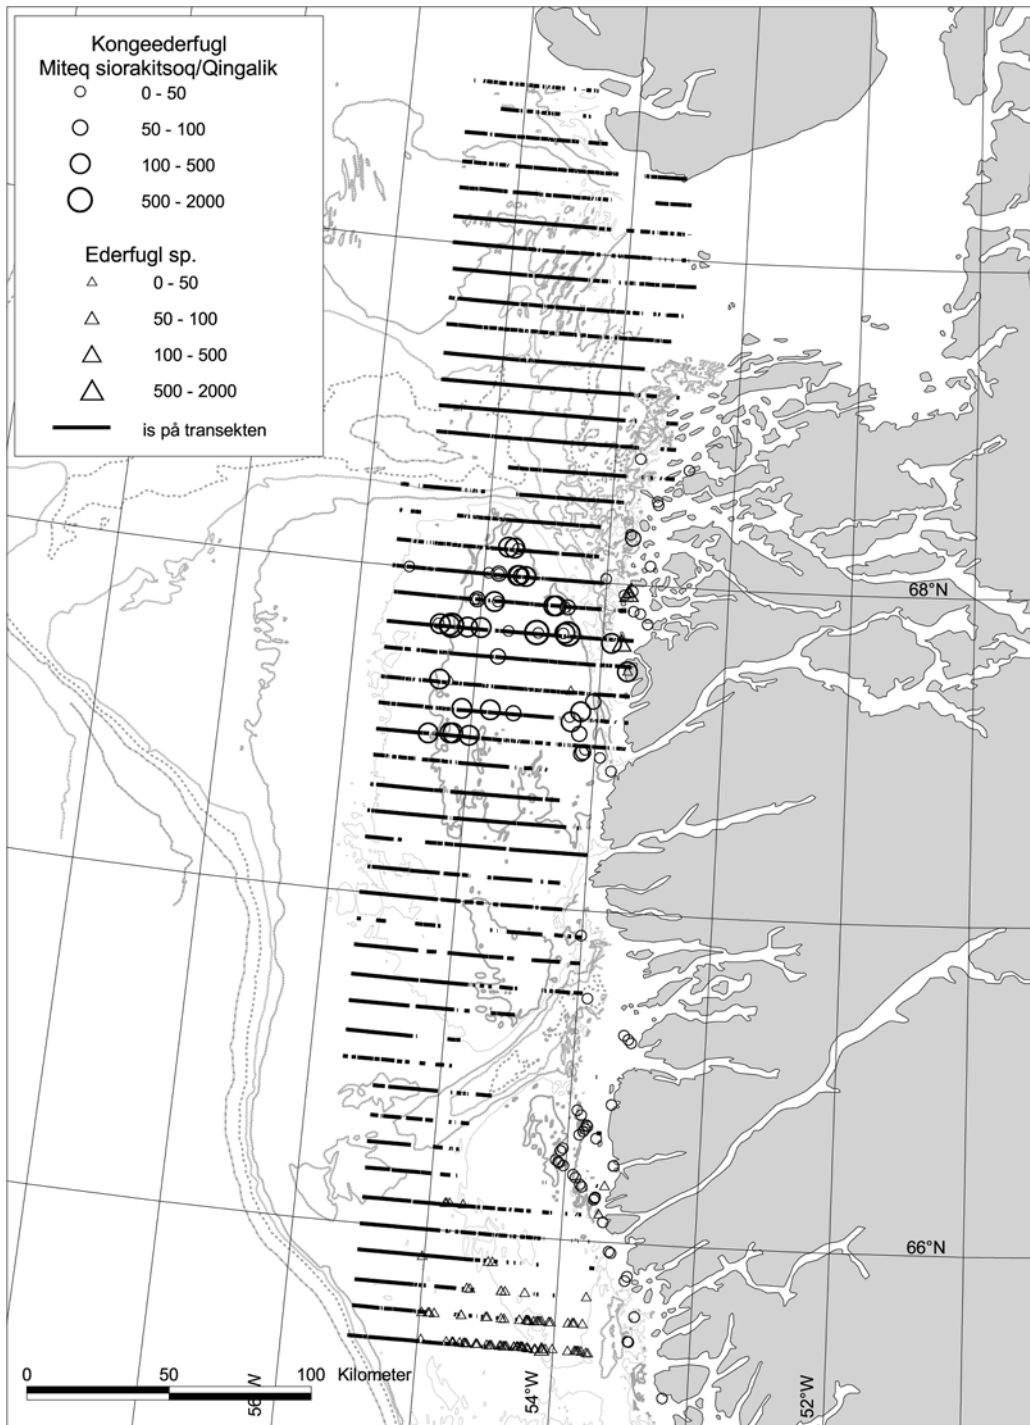 Kongeederfugl
Miteq siorakitsoq/Qingalik
0 - 50
50 - 100
100 - 500
500 - 2000
Ederfugl sp.
0 - 50
50 - 100
100 - 500
500 - 2000
is på transekten
68°N
66°N
0 50 100 Kilometer
56°W
54°W
52°W